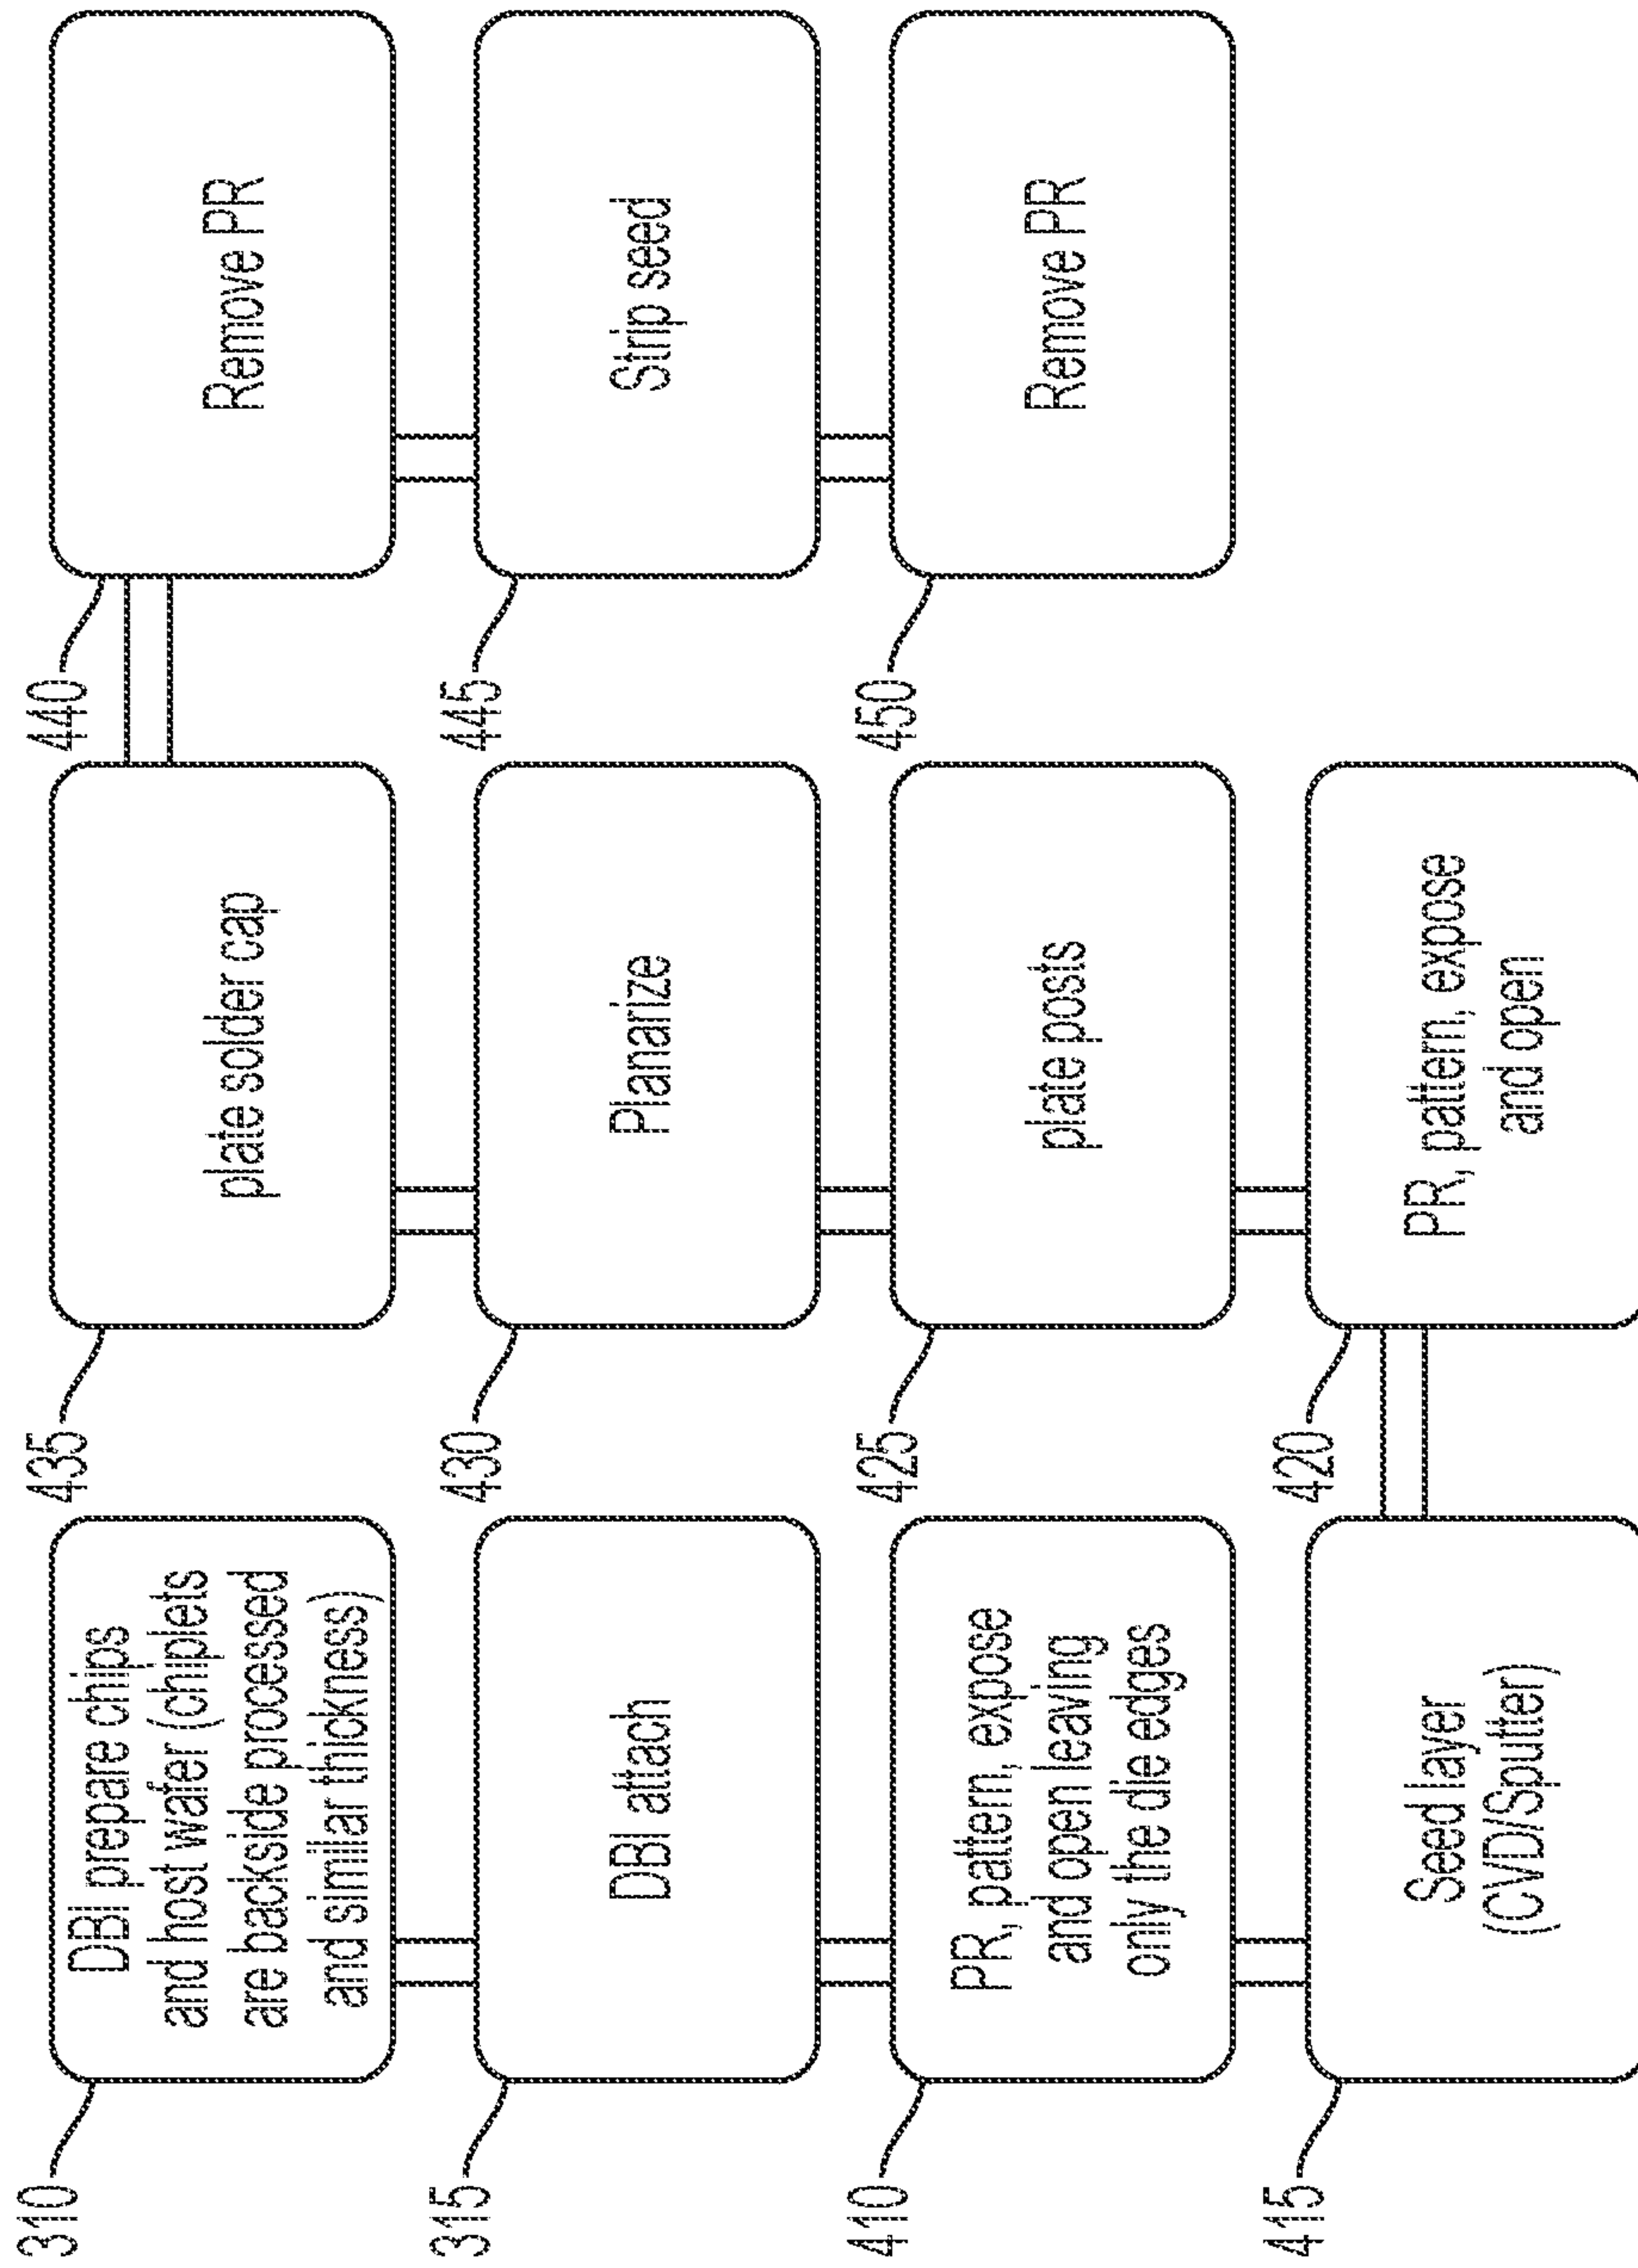 310
DBI prepare chips
and host wafer (chiplets
are backside processed
and similar thickness)
315
DBI attach
410
PR, pattern, expose
and open leaving
only the die edges
415
Seed layer
(CVD/Sputter)
420
PR, pattern, expose
and open
425
plate posts
430
Planarize
435
plate solder cap
440
Remove PR
445
Strip seed
450
Remove PR